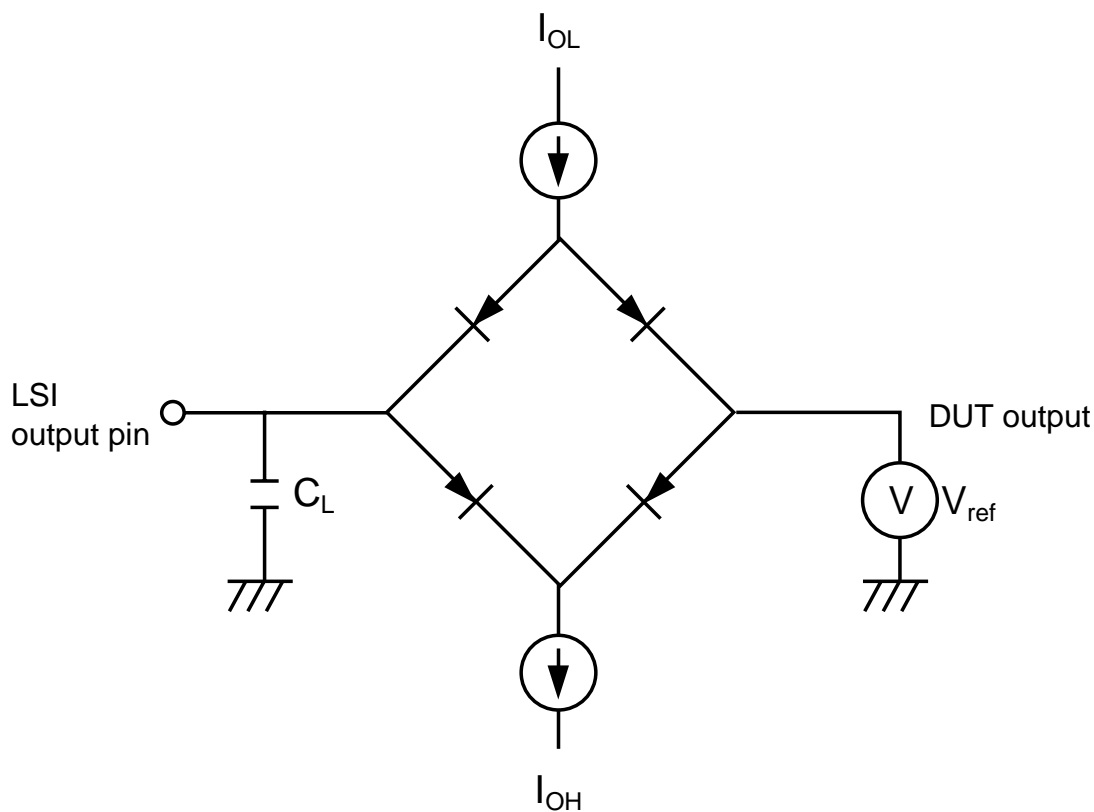 I_OL
LSI
output pin
DUT output
C_L
V
V_ref
I_OH